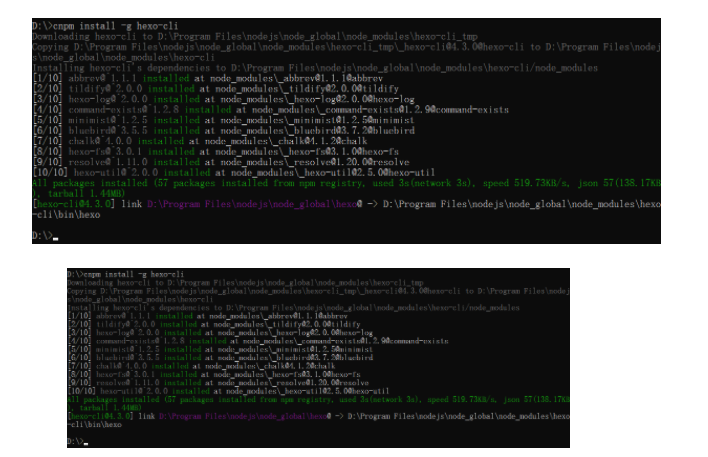 D:\>cnpm install -g hexo-cli
Downloading hexo-cli to D:\Program Files\nodejs\node_global\node_modules\hexo-cli_tmp
Copying D:\Program Files\nodejs\node_global\node_modules\hexo-cli_tmp\_hexo-cli@4.3.0@hexo-cli to D:\Program Files\nodej
s\node_global\node_modules\hexo-cli
Installing hexo-cli's dependencies to D:\Program Files\nodejs\node_global\node_modules\hexo-cli/node_modules
[1/10] abbrev@^1.1.1 installed at node_modules\_abbrev@1.1.1@abbrev
[2/10] tildify@^2.0.0 installed at node_modules\_tildify@2.0.0@tildify
[3/10] hexo-log@^2.0.0 installed at node_modules\_hexo-log@2.0.0@hexo-log
[4/10] command-exists@^1.2.8 installed at node_modules\_command-exists@1.2.9@command-exists
[5/10] minimist@^1.2.5 installed at node_modules\_minimist@1.2.5@minimist
[6/10] bluebird@^3.5.5 installed at node_modules\_bluebird@3.7.2@bluebird
[7/10] chalk@^4.0.0 installed at node_modules\_chalk@4.1.2@chalk
[8/10] hexo-fs@^3.0.1 installed at node_modules\_hexo-fs@3.1.0@hexo-fs
[9/10] resolve@^1.11.0 installed at node_modules\_resolve@1.20.0@resolve
[10/10] hexo-util@^2.0.0 installed at node_modules\_hexo-util@2.5.0@hexo-util
All packages installed (57 packages installed from npm registry, used 3s(network 3s), speed 519.73KB/s, json 57(138.17KB
), tarball 1.44MB)
[hexo-cli@4.3.0] link D:\Program Files\nodejs\node_global\hexo@ -> D:\Program Files\nodejs\node_global\node_modules\hexo
-cli\bin\hexo
D:\>_
D:\>cnpm install -g hexo-cli
Downloading hexo-cli to D:\Program Files\nodejs\node_global\node_modules\hexo-cli_tmp
Copying D:\Program Files\nodejs\node_global\node_modules\hexo-cli_tmp\_hexo-cli@4.3.0@hexo-cli to D:\Program Files\nodej
s\node_global\node_modules\hexo-cli
Installing hexo-cli's dependencies to D:\Program Files\nodejs\node_global\node_modules\hexo-cli/node_modules
[1/10] abbrev@^1.1.1 installed at node_modules\_abbrev@1.1.1@abbrev
[2/10] tildify@^2.0.0 installed at node_modules\_tildify@2.0.0@tildify
[3/10] hexo-log@^2.0.0 installed at node_modules\_hexo-log@2.0.0@hexo-log
[4/10] command-exists@^1.2.8 installed at node_modules\_command-exists@1.2.9@command-exists
[5/10] minimist@^1.2.5 installed at node_modules\_minimist@1.2.5@minimist
[6/10] bluebird@^3.5.5 installed at node_modules\_bluebird@3.7.2@bluebird
[7/10] chalk@^4.0.0 installed at node_modules\_chalk@4.1.2@chalk
[8/10] hexo-fs@^3.0.1 installed at node_modules\_hexo-fs@3.1.0@hexo-fs
[9/10] resolve@^1.11.0 installed at node_modules\_resolve@1.20.0@resolve
[10/10] hexo-util@^2.0.0 installed at node_modules\_hexo-util@2.5.0@hexo-util
All packages installed (57 packages installed from npm registry, used 3s(network 3s), speed 519.73KB/s, json 57(138.17KB
), tarball 1.44MB)
[hexo-cli@4.3.0] link D:\Program Files\nodejs\node_global\hexo@ -> D:\Program Files\nodejs\node_global\node_modules\hexo
-cli\bin\hexo
D:\>_